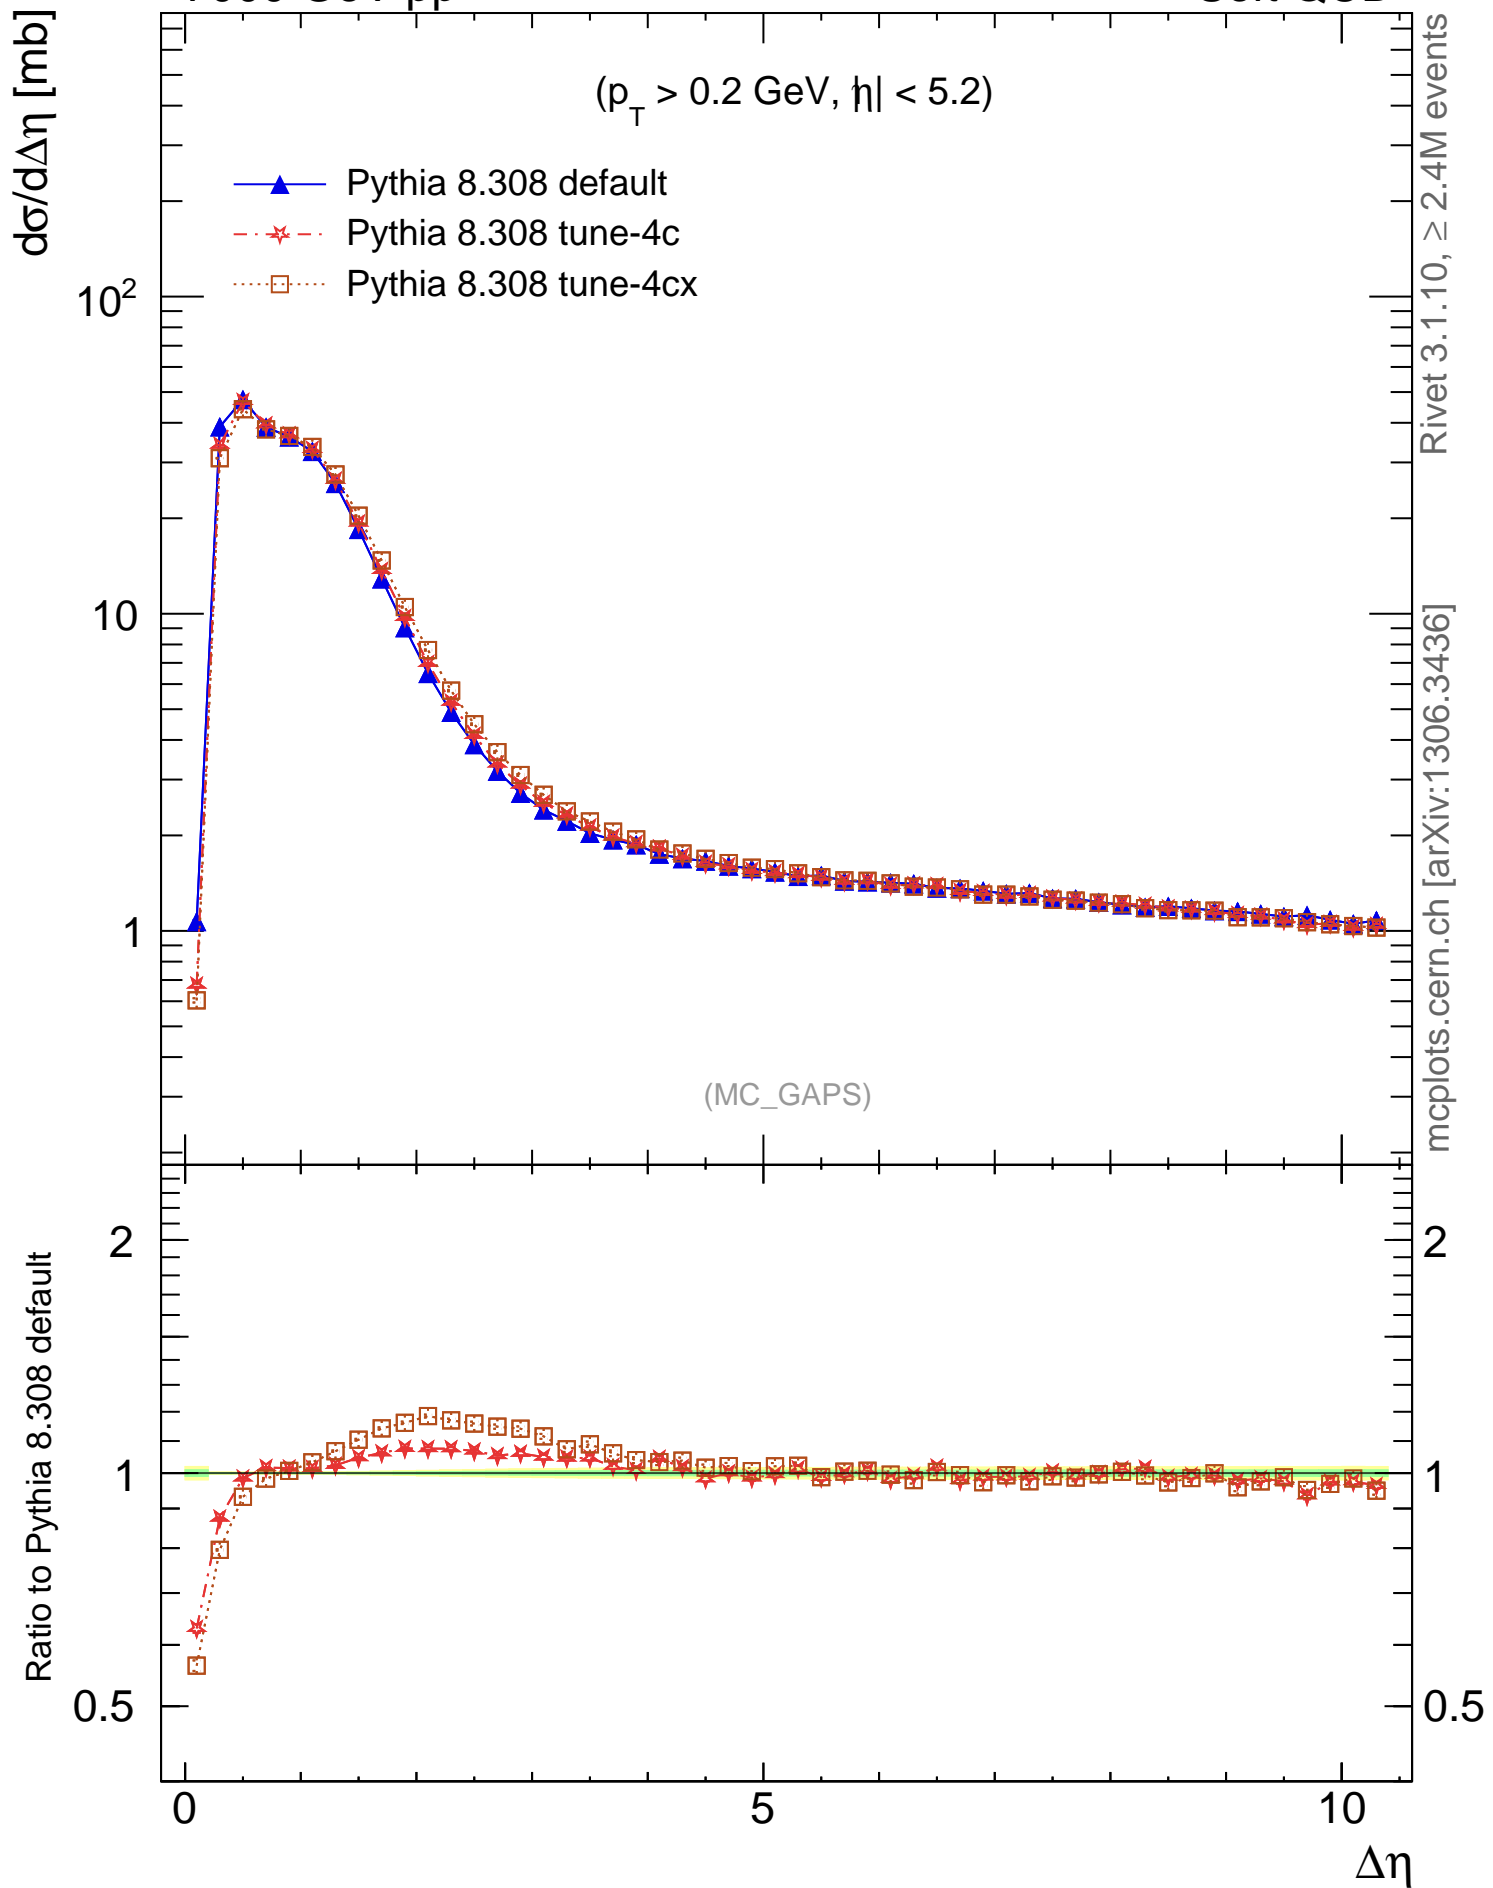 dσ/dΔη [mb]
(p_T > 0.2 GeV, |η| < 5.2)
Pythia 8.308 default
Pythia 8.308 tune-4c
Pythia 8.308 tune-4cx
10²
10
1
(MC_GAPS)
Rivet 3.1.10, ≥ 2.4M events
mcplots.cern.ch [arXiv:1306.3436]
Ratio to Pythia 8.308 default
2
1
0.5
2
1
0.5
0
5
10
Δη